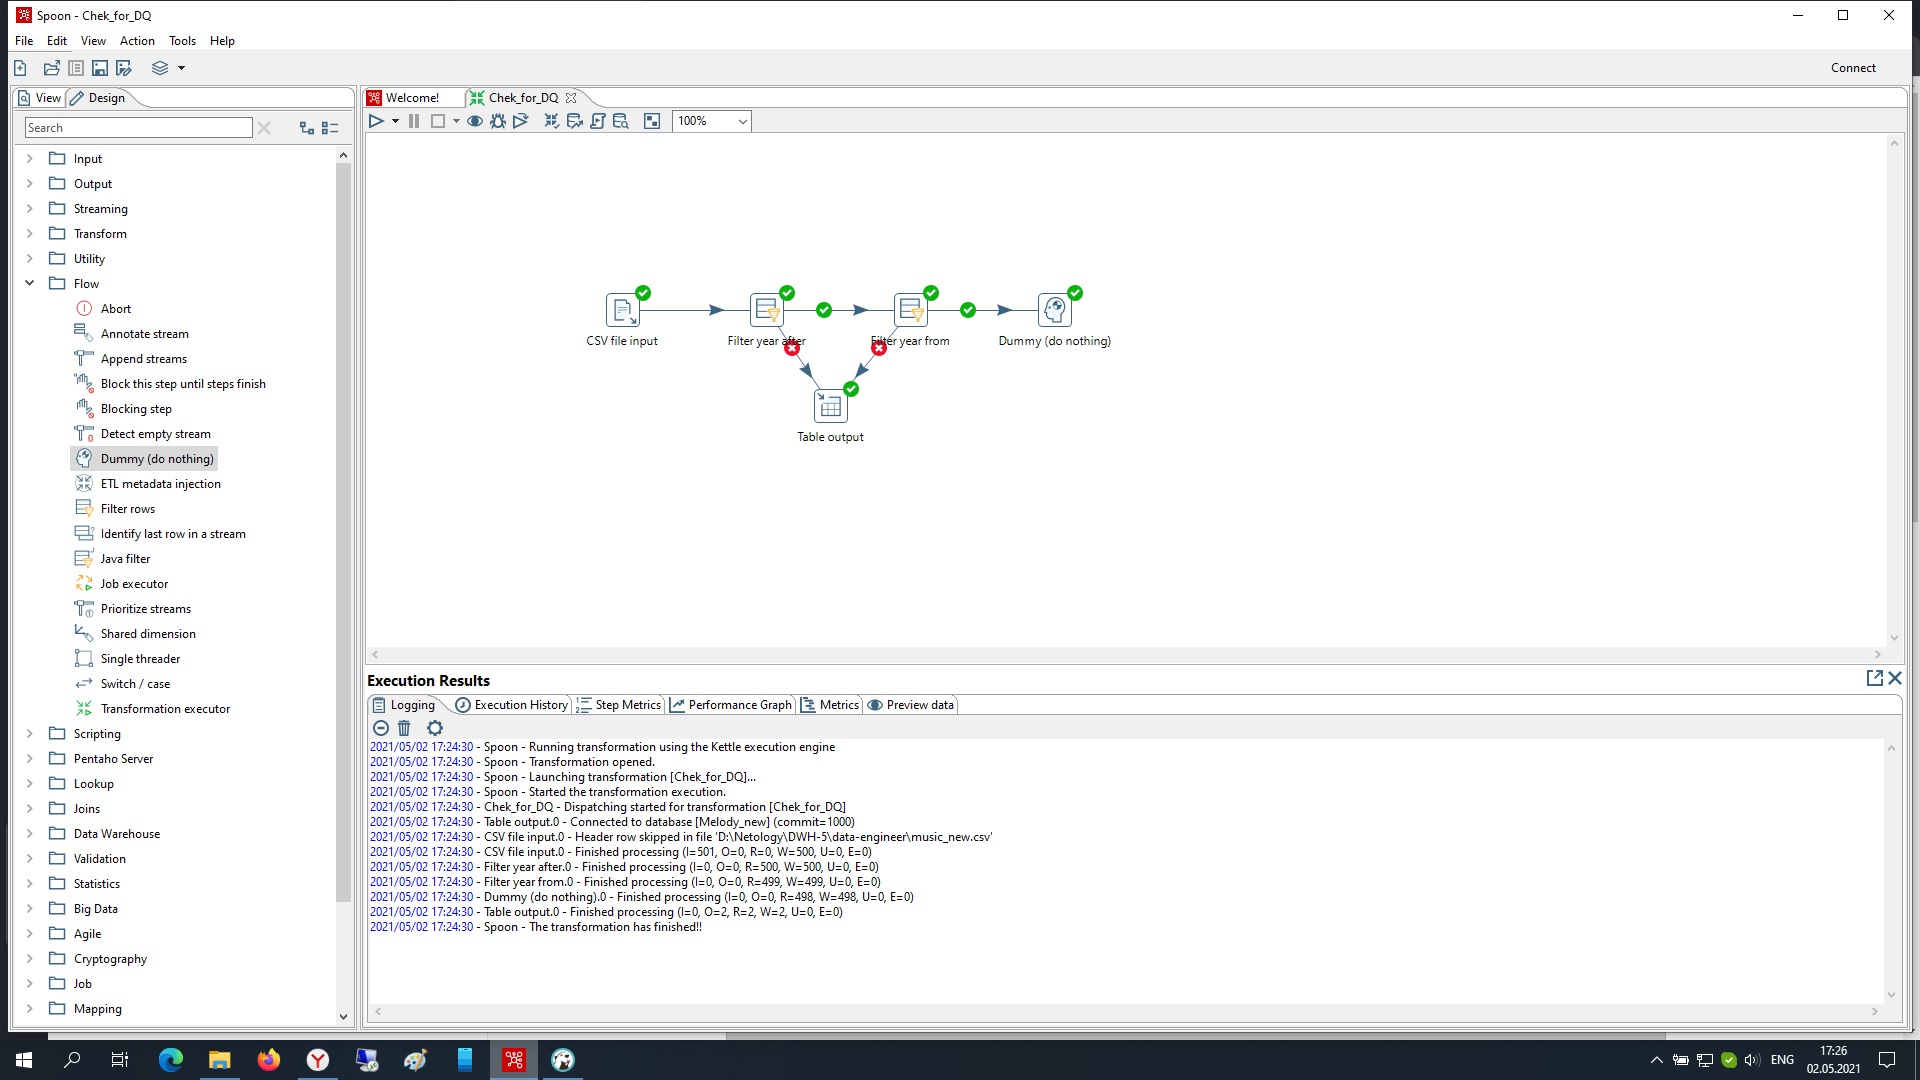 Spoon - Chek_for_DQ
File Edit View Action Tools Help
Connect
View Design
Search
Input
Output
Streaming
Transform
Utility
Flow
Abort
Annotate stream
Append streams
Block this step until steps finish
Blocking step
Detect empty stream
Dummy (do nothing)
ETL metadata injection
Filter rows
Identify last row in a stream
Java filter
Job executor
Prioritize streams
Shared dimension
Single threader
Switch / case
Transformation executor
Scripting
Pentaho Server
Lookup
Joins
Data Warehouse
Validation
Statistics
Big Data
Agile
Cryptography
Job
Mapping
Welcome! Chek_for_DQ
100%
CSV file input Filter year after Filter year from Dummy (do nothing)
Table output
Execution Results
Logging Execution History Step Metrics Performance Graph Metrics Preview data
2021/05/02 17:24:30 - Spoon - Running transformation using the Kettle execution engine
2021/05/02 17:24:30 - Spoon - Transformation opened.
2021/05/02 17:24:30 - Spoon - Launching transformation [Chek_for_DQ]...
2021/05/02 17:24:30 - Spoon - Started the transformation execution.
2021/05/02 17:24:30 - Chek_for_DQ - Dispatching started for transformation [Chek_for_DQ]
2021/05/02 17:24:30 - Table output.0 - Connected to database [Melody_new] (commit=1000)
2021/05/02 17:24:30 - CSV file input.0 - Header row skipped in file 'D:\Netology\DWH-5\data-engineer\music_new.csv'
2021/05/02 17:24:30 - CSV file input.0 - Finished processing (I=501, O=0, R=0, W=500, U=0, E=0)
2021/05/02 17:24:30 - Filter year after.0 - Finished processing (I=0, O=0, R=500, W=500, U=0, E=0)
2021/05/02 17:24:30 - Filter year from.0 - Finished processing (I=0, O=0, R=499, W=499, U=0, E=0)
2021/05/02 17:24:30 - Dummy (do nothing).0 - Finished processing (I=0, O=0, R=498, W=498, U=0, E=0)
2021/05/02 17:24:30 - Table output.0 - Finished processing (I=0, O=2, R=2, W=2, U=0, E=0)
2021/05/02 17:24:30 - Spoon - The transformation has finished!!
ENG
17:26
02.05.2021